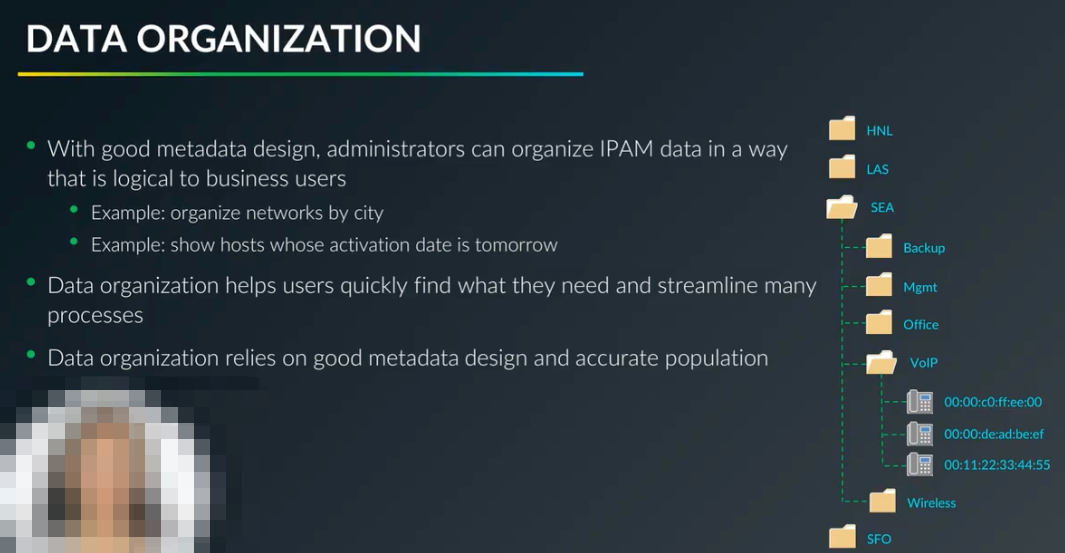 DATA ORGANIZATION
With good metadata design, administrators can organize IPAM data in a way
that is logical to business users
Example: organize networks by city
Example: show hosts whose activation date is tomorrow
Data organization helps users quickly find what they need and streamline many
processes
Data organization relies on good metadata design and accurate population
HNL
LAS
SEA
Backup
Mgmt
Office
VoIP
00:00:c0:ff:ee:00
00:00:de:ad:be:ef
00:11:22:33:44:55
Wireless
SFO